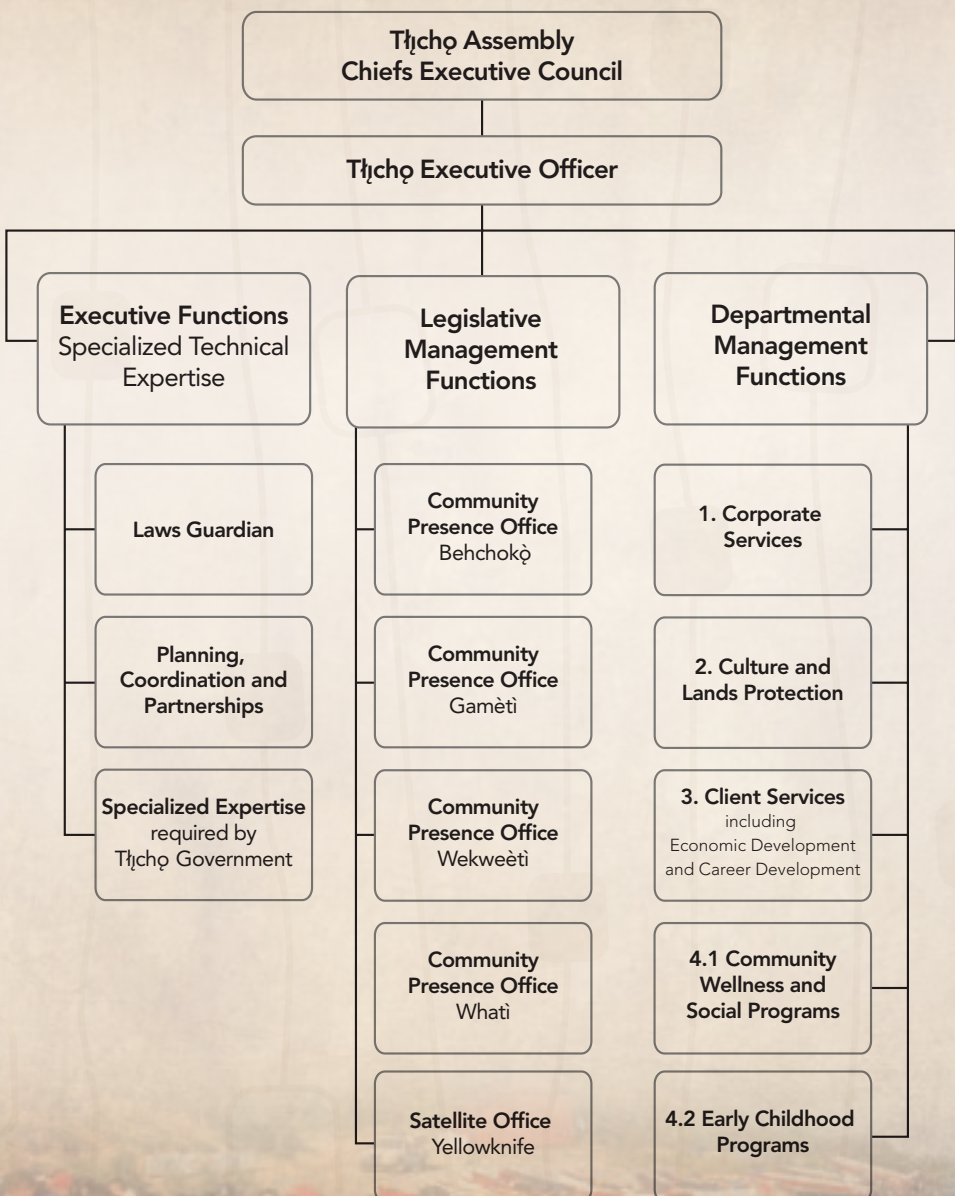 Tłı̨chǫ Assembly
Chiefs Executive Council
Tłı̨chǫ Executive Officer
Executive Functions
Specialized Technical
Expertise
Legislative
Management
Functions
Departmental
Management
Functions
Laws Guardian
Planning,
Coordination and
Partnerships
Specialized Expertise
required by
Tłı̨chǫ Government
Community
Presence Office
Behchokǫ̀
Community
Presence Office
Gamètì
Community
Presence Office
Wekweètì
Community
Presence Office
Whatì
Satellite Office
Yellowknife
1. Corporate
Services
2. Culture and
Lands Protection
3. Client Services
including
Economic Development
and Career Development
4.1 Community
Wellness and
Social Programs
4.2 Early Childhood
Programs